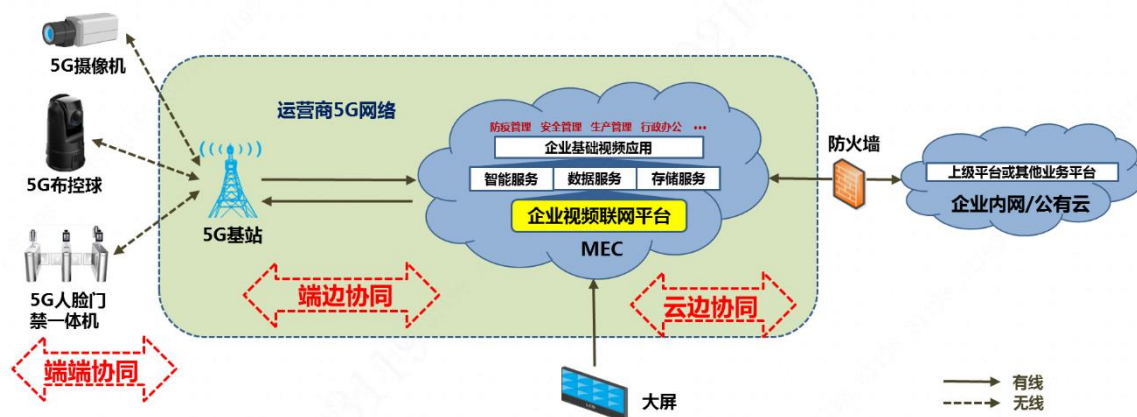 5G摄像机
5G布控球
5G人脸门
禁一体机
端端协同
运营商5G网络
5G基站
端边协同
防疫管理 安全管理 生产管理 行政办公 …
企业基础视频应用
智能服务 数据服务 存储服务
企业视频联网平台
MEC
云边协同
大屏
防火墙
上级平台或其他业务平台
企业内网/公有云
有线
无线